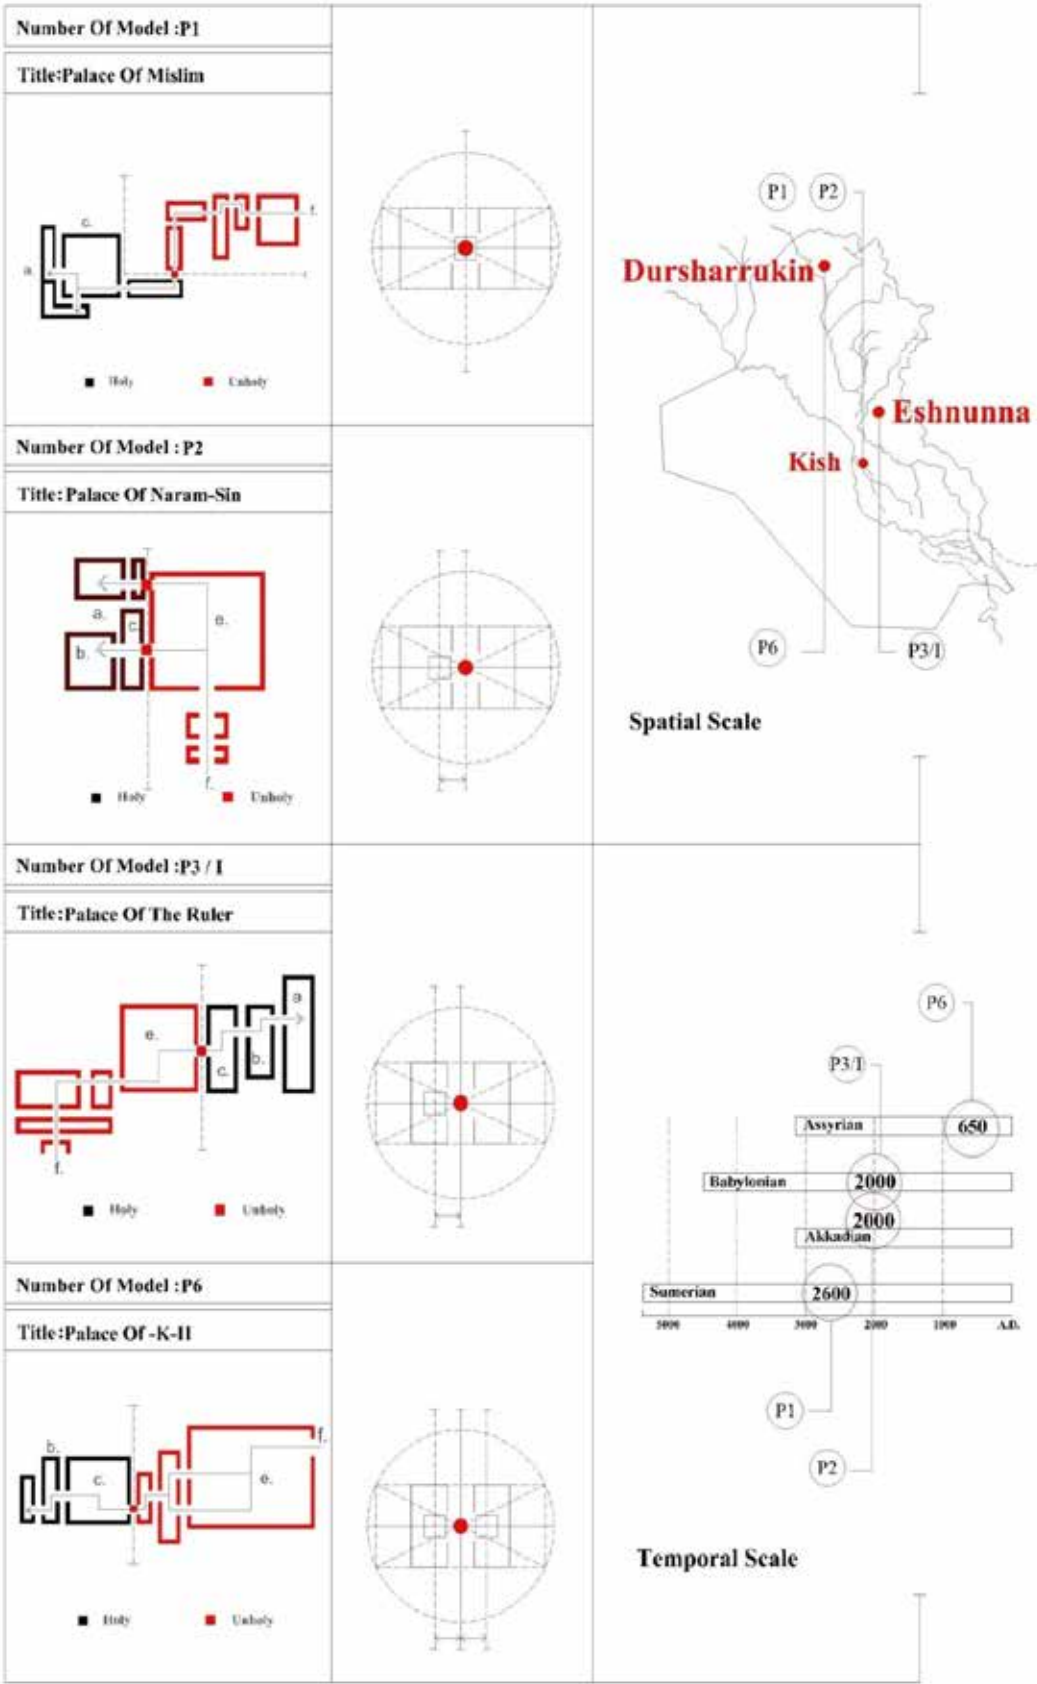 Number Of Model :P1
Title:Palace Of Mislim
c.
f.
a.
Holy
Unholy
Number Of Model : P2
Title: Palace Of Naram-Sin
a.
c.
e.
b.
f.
Holy
Unholy
Number Of Model :P3 / I
Title:Palace Of The Ruler
a
e.
b.
c.
f.
Holy
Unholy
Number Of Model :P6
Title:Palace Of -K-II
b.
f.
c.
e.
Holy
Unholy
P1
P2
Dursharrukin
Eshnunna
Kish
P6
P3/I
Spatial Scale
P6
P3/I
Assyrian
650
Babylonian
2000
2000
Akkadian
Sumerian
2600
5000
4000
3000
2000
1000
A.D.
P1
P2
Temporal Scale